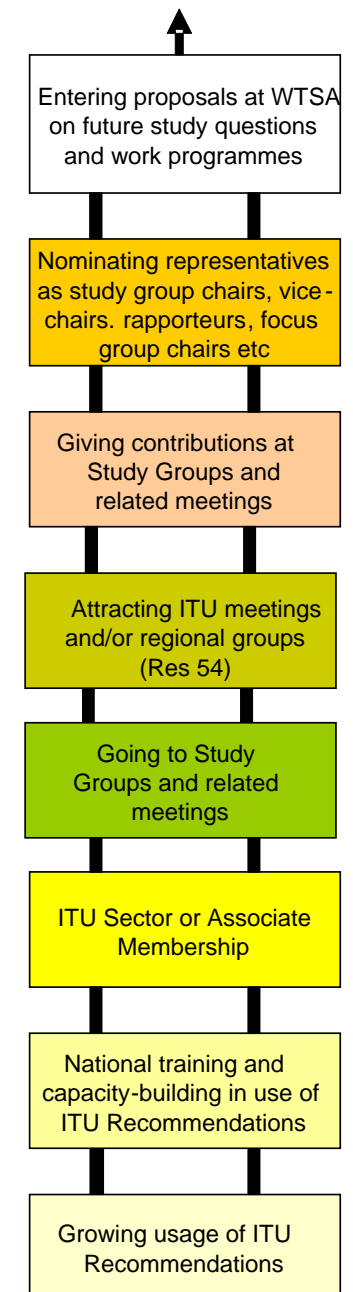 Entering proposals at WTSA
on future study questions
and work programmes
Nominating representatives
as study group chairs, vice-
chairs. rapporteurs, focus
group chairs etc
Giving contributions at
Study Groups and
related meetings
Attracting ITU meetings
and/or regional groups
(Res 54)
Going to Study
Groups and related
meetings
ITU Sector or Associate
Membership
National training and
capacity-building in use of
ITU Recommendations
Growing usage of ITU
Recommendations